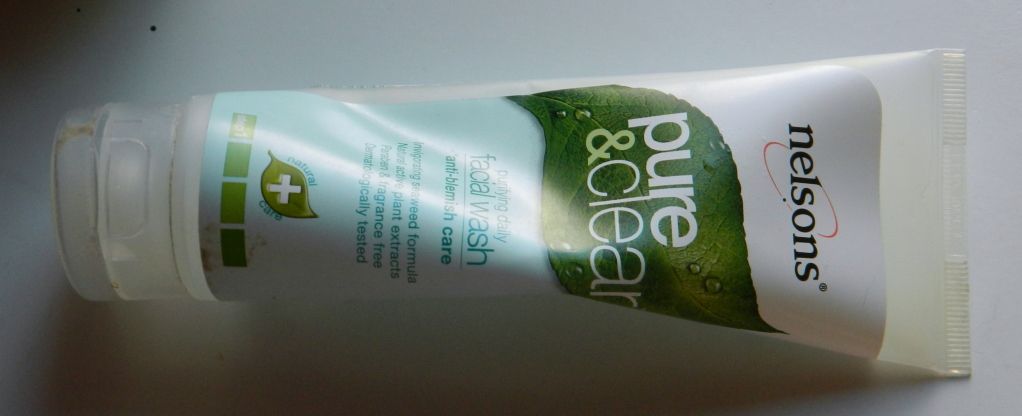 nelsons®
pure
&clear
purifying daily
facial wash
anti-blemish care
Invigorating seaweed formula
Natural active plant extracts
Paraben & fragrance free
Dermatologically tested
natural
care